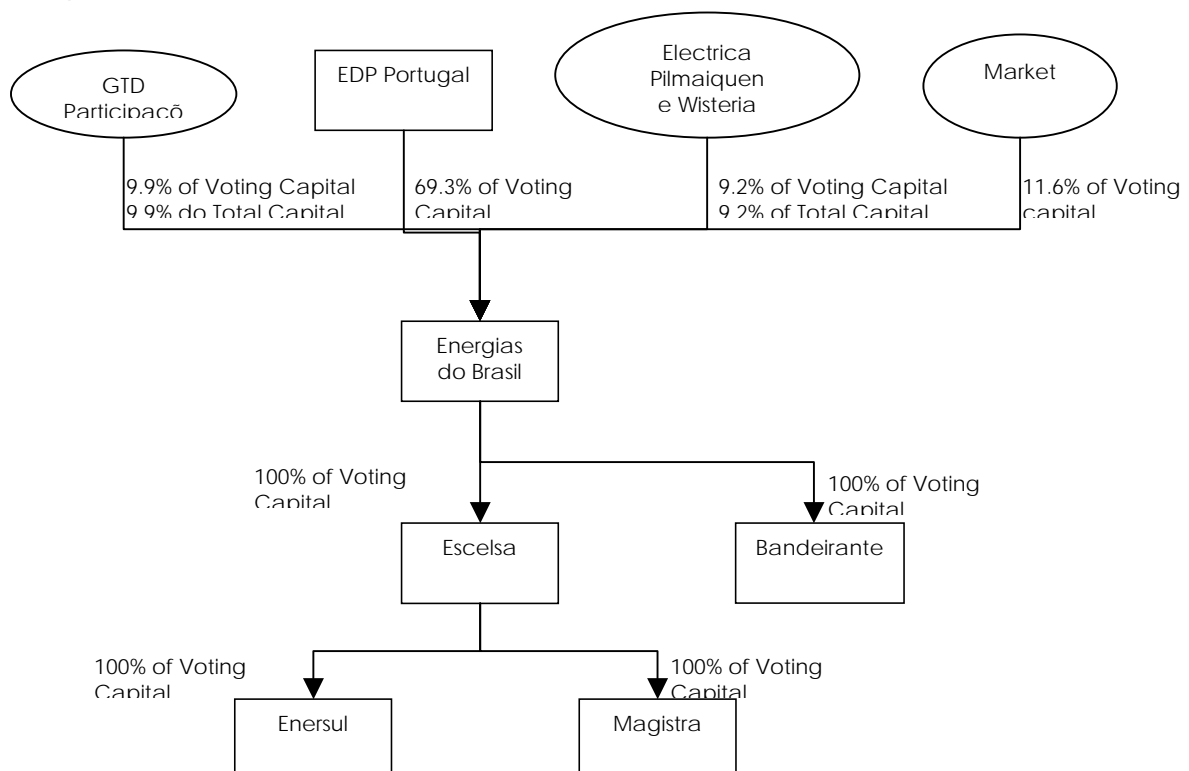 GTD
Participacõ
EDP Portugal
Electrica
Pilmaiquen
e Wisteria
Market
9.9% of Voting Capital
9.9% do Total Capital
69.3% of Voting
Capital
9.2% of Voting Capital
9.2% of Total Capital
11.6% of Voting
capital
Energias
do Brasil
100% of Voting
Capital
100% of Voting
Capital
Escelsa
Bandeirante
100% of Voting
Capital
100% of Voting
Capital
Enersul
Magistra